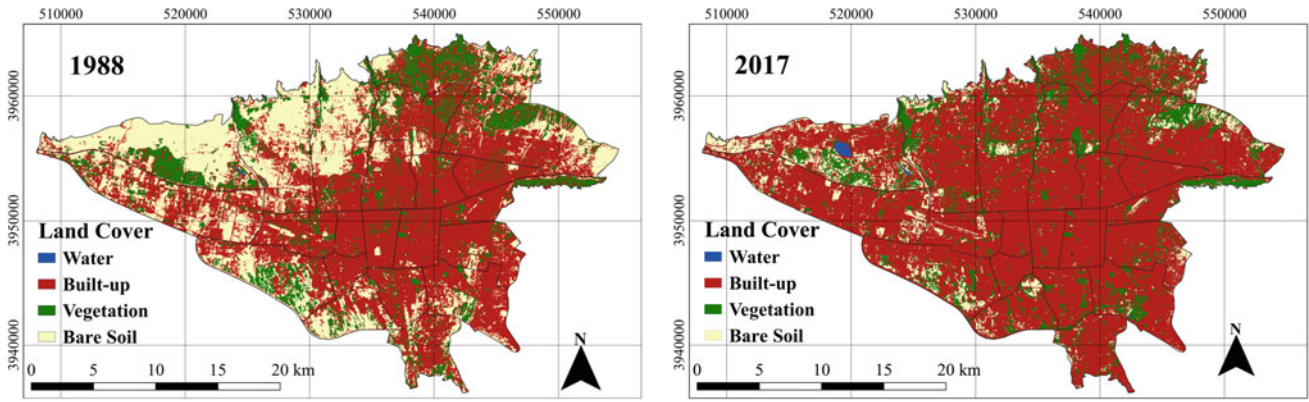 510000 520000 530000 540000 550000
1988
3960000
3950000
3940000
Land Cover
Water
Built-up
Vegetation
Bare Soil
N
0 5 10 15 20 km
510000 520000 530000 540000 550000
2017
3960000
3950000
3940000
Land Cover
Water
Built-up
Vegetation
Bare Soil
N
0 5 10 15 20 km